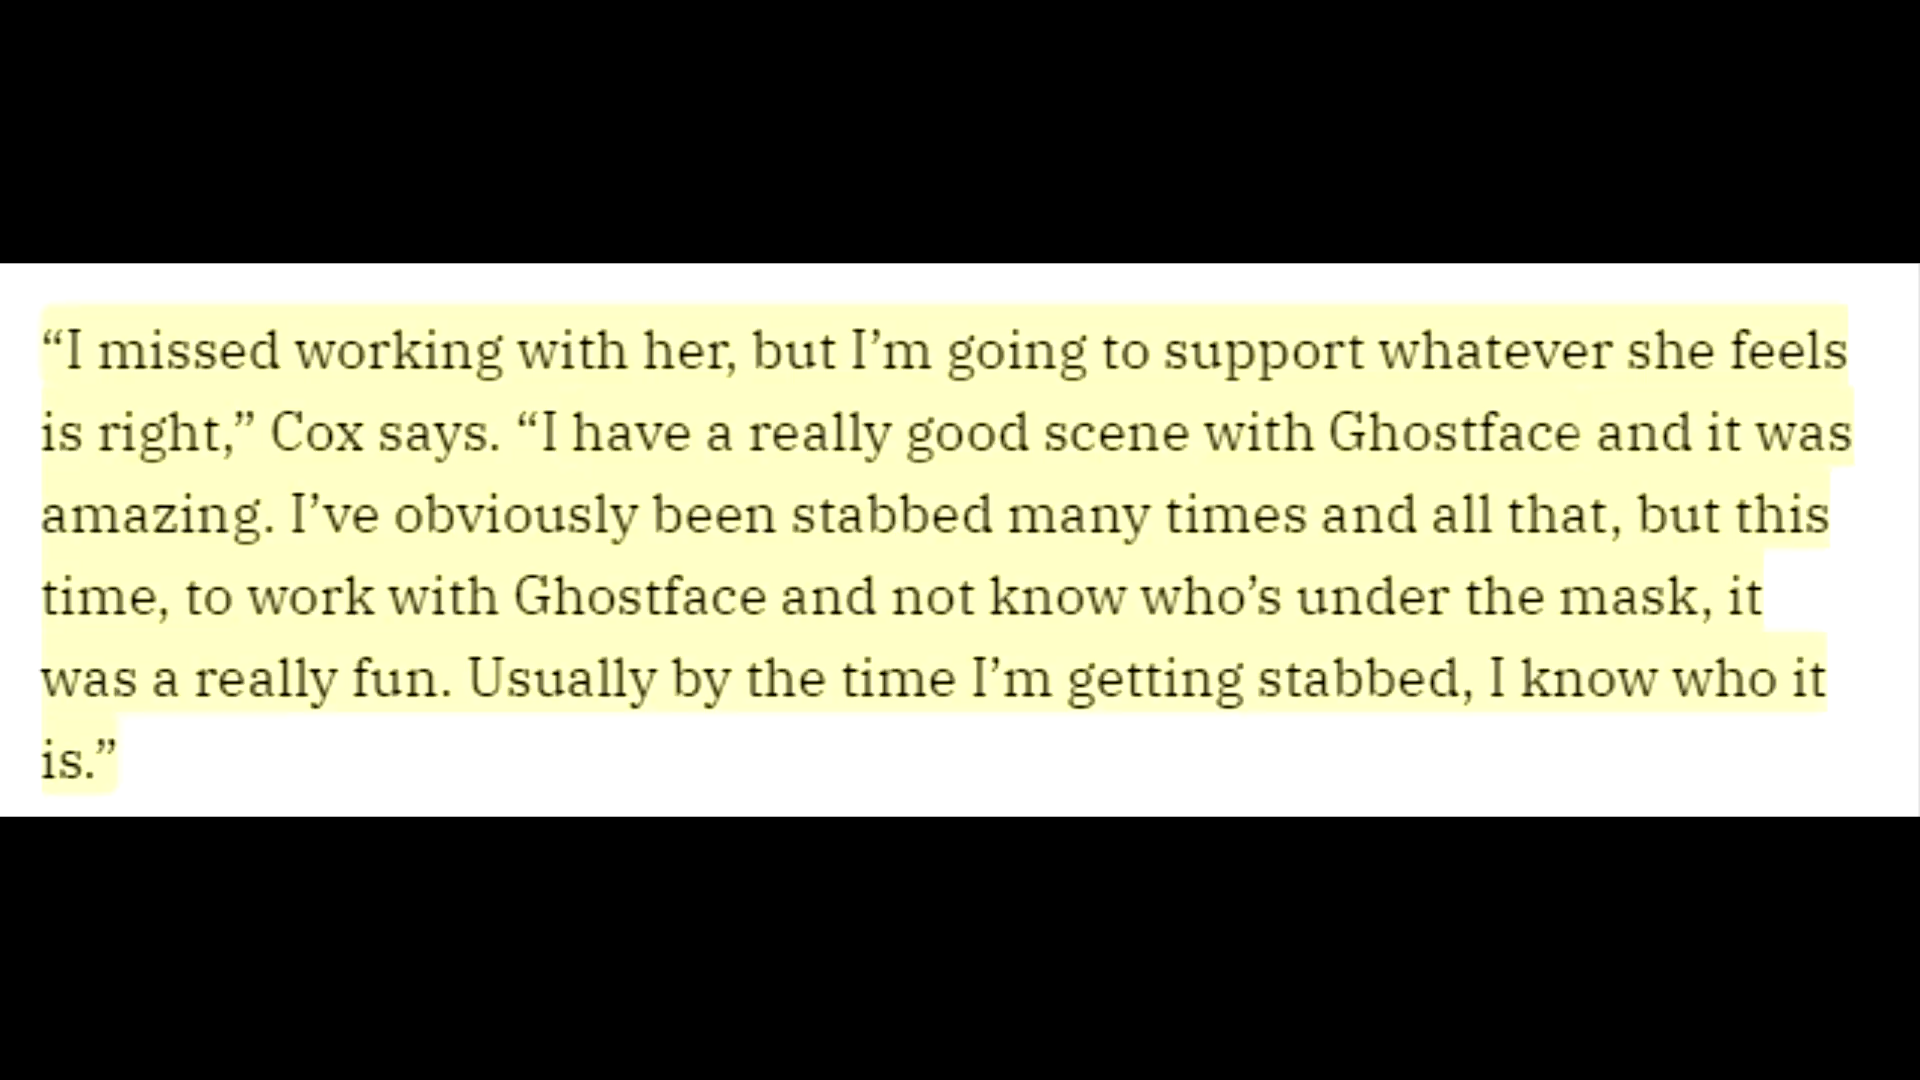 “I missed working with her, but I’m going to support whatever she feels
is right,” Cox says. “I have a really good scene with Ghostface and it was
amazing. I’ve obviously been stabbed many times and all that, but this
time, to work with Ghostface and not know who’s under the mask, it
was a really fun. Usually by the time I’m getting stabbed, I know who it
is.”